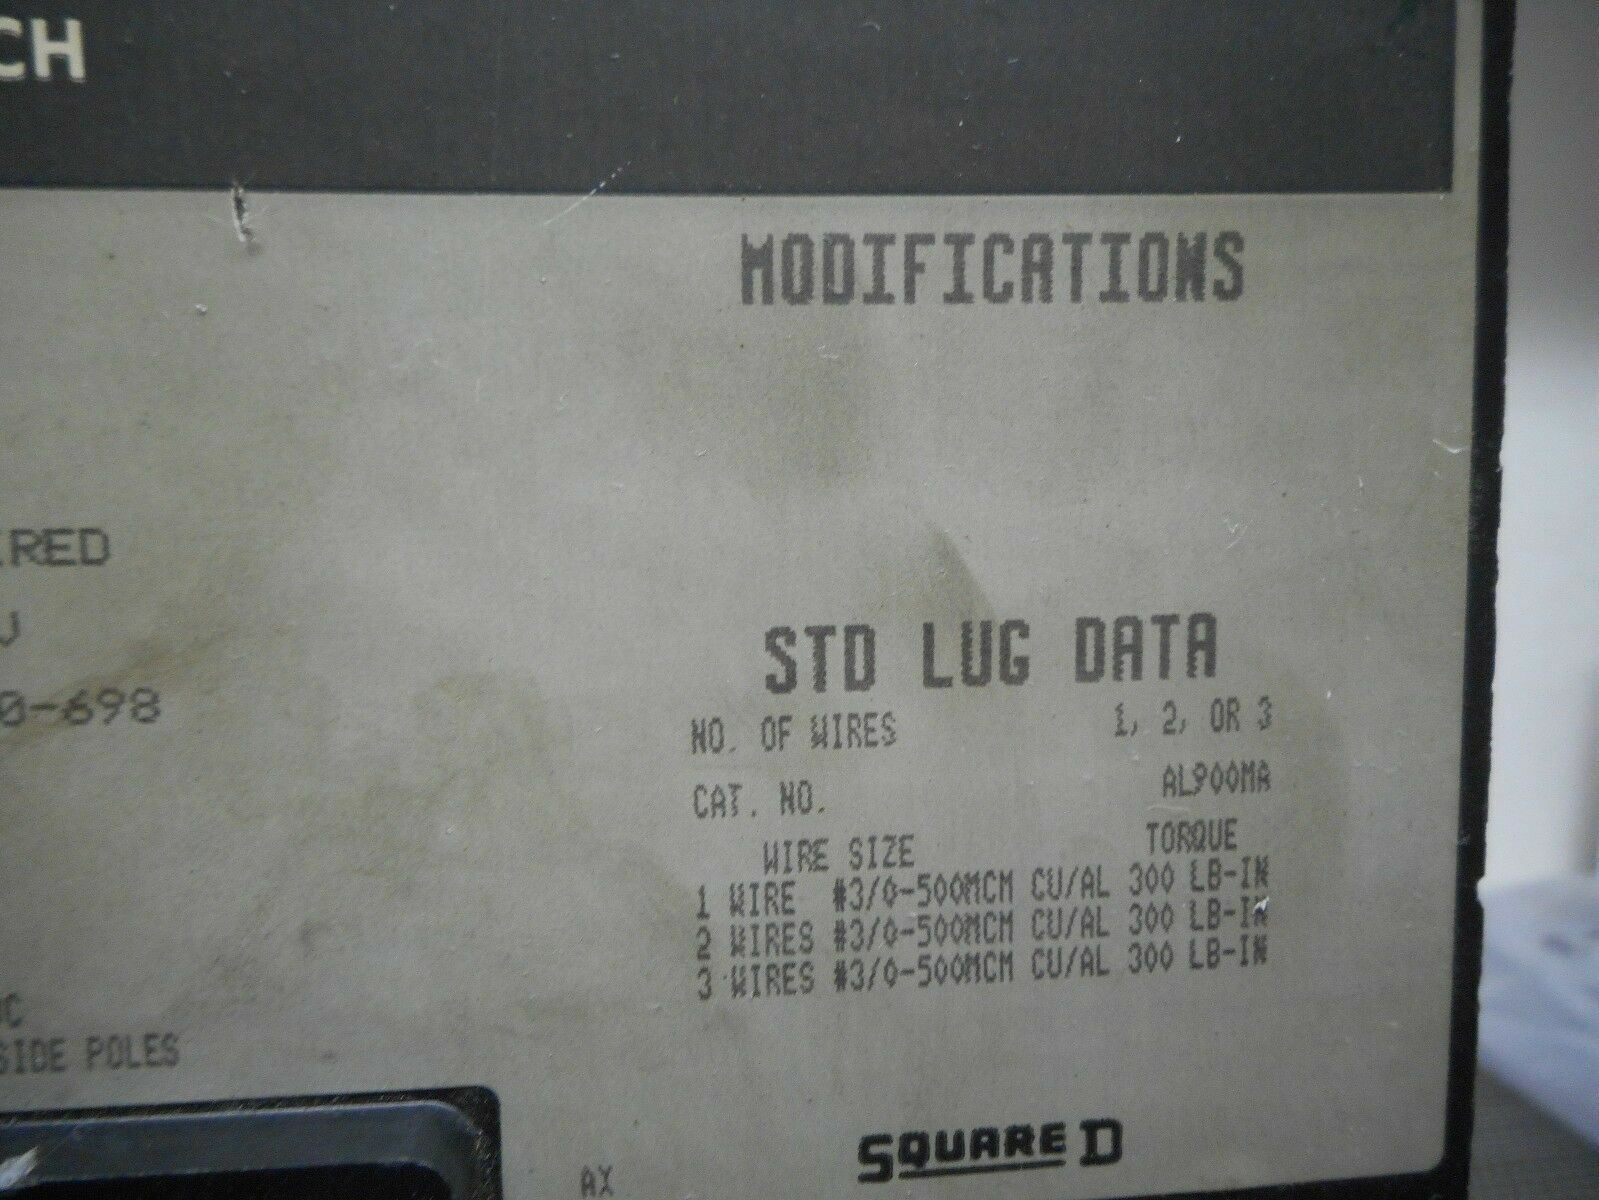 CH
MODIFICATIONS
RED
V
0-698
STD LUG DATA
NO. OF WIRES 1, 2, OR 3
CAT. NO. AL900MA
WIRE SIZE TORQUE
1 WIRE #3/0-500MCM CU/AL 300 LB-IN
2 WIRES #3/0-500MCM CU/AL 300 LB-IN
3 WIRES #3/0-500MCM CU/AL 300 LB-IN
SIDE POLES
SQUARE D
AX